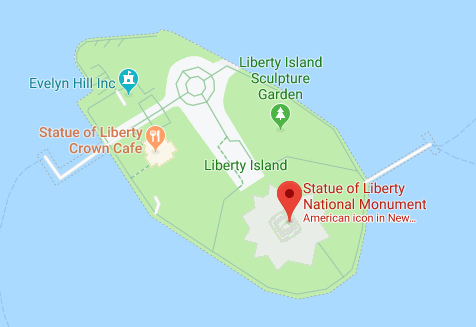 Liberty Island
Sculpture
Garden
Evelyn Hill Inc
Statue of Liberty
Crown Cafe
Liberty Island
Statue of Liberty
National Monument
American icon in New...